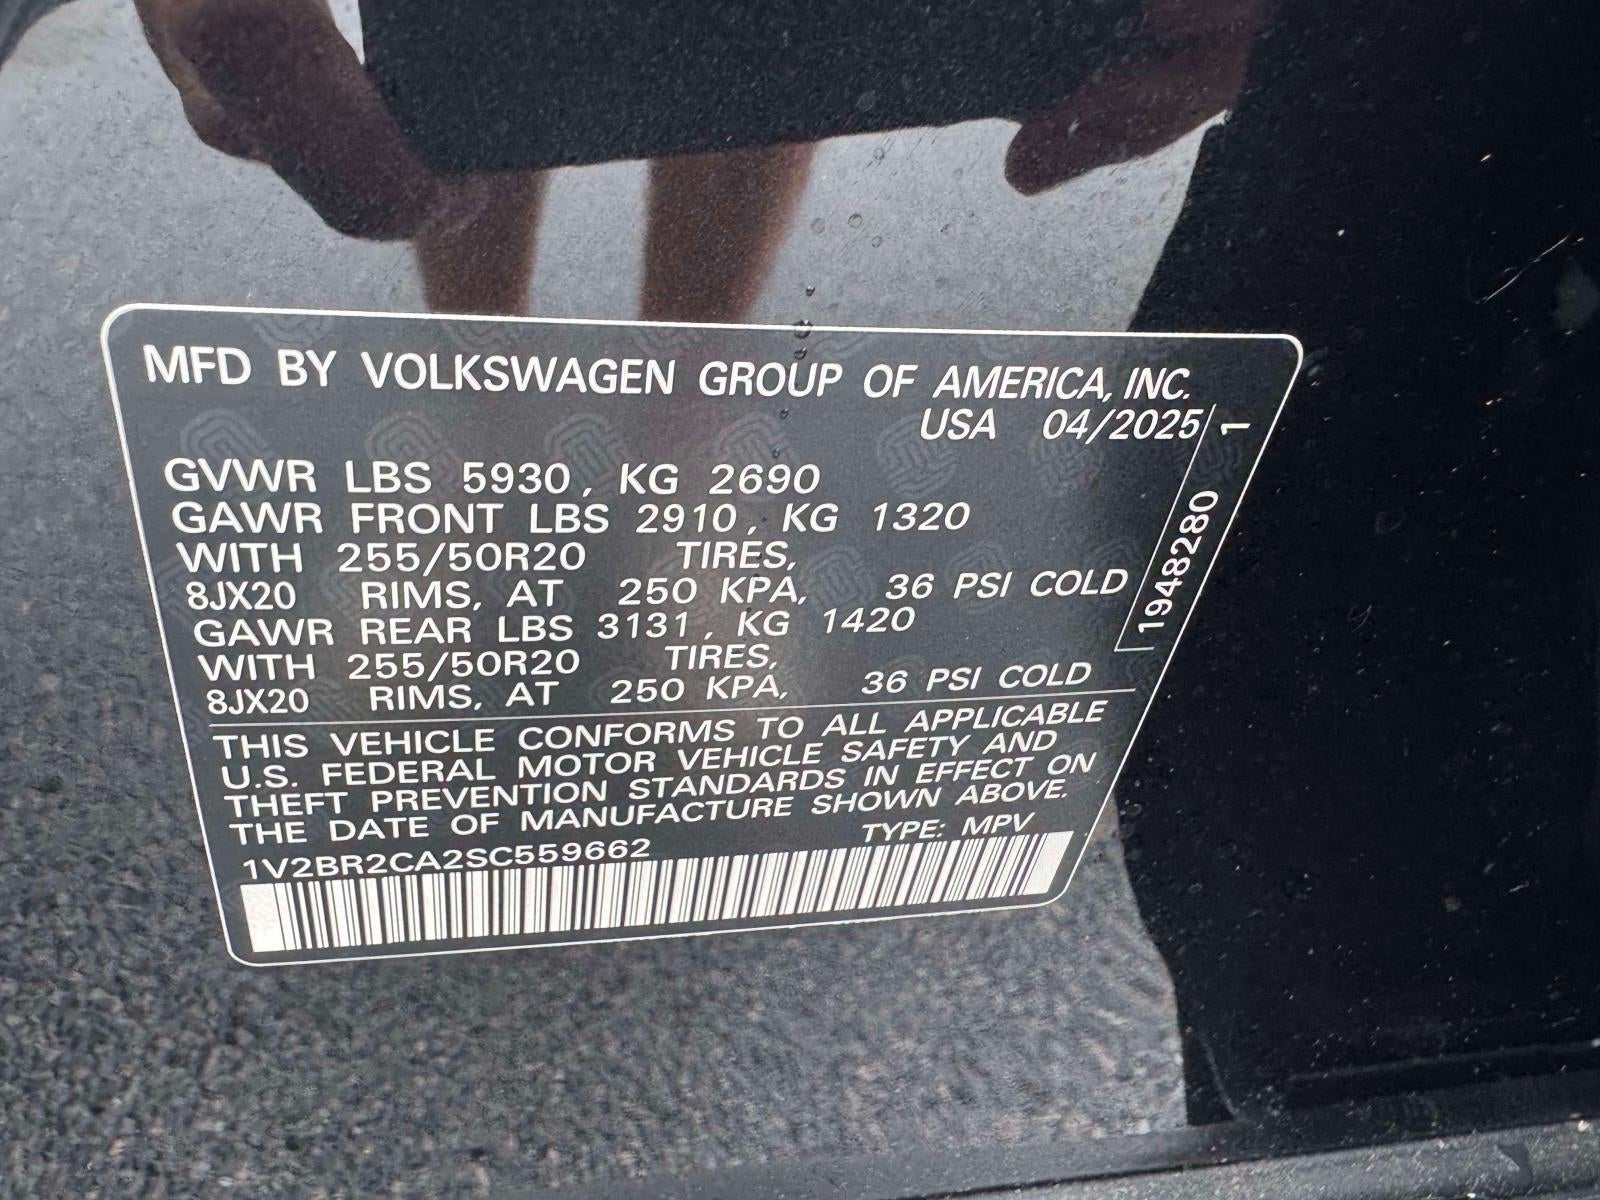 MFD BY VOLKSWAGEN GROUP OF AMERICA, INC.
USA 04/2025
GVWR LBS 5930, KG 2690
GAWR FRONT LBS 2910, KG 1320
WITH 255/50R20 TIRES,
8JX20 RIMS, AT 250 KPA, 36 PSI COLD
GAWR REAR LBS 3131, KG 1420
WITH 255/50R20 TIRES,
8JX20 RIMS, AT 250 KPA, 36 PSI COLD
1948280 1
THIS VEHICLE CONFORMS TO ALL APPLICABLE
U.S. FEDERAL MOTOR VEHICLE SAFETY AND
THEFT PREVENTION STANDARDS IN EFFECT ON
THE DATE OF MANUFACTURE SHOWN ABOVE.
TYPE: MPV
1V2BR2CA2SC559662